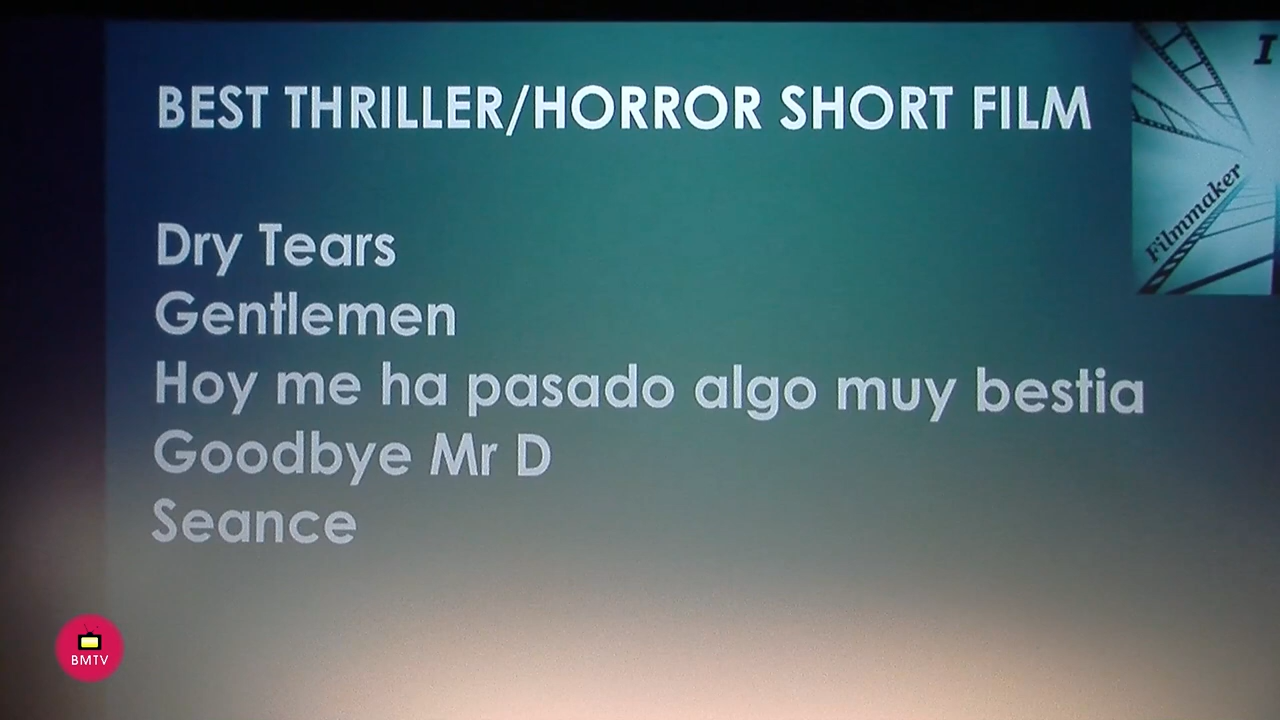 BEST THRILLER/HORROR SHORT FILM
I
Filmmaker
Dry Tears
Gentlemen
Hoy me ha pasado algo muy bestia
Goodbye Mr D
Seance
BMTV